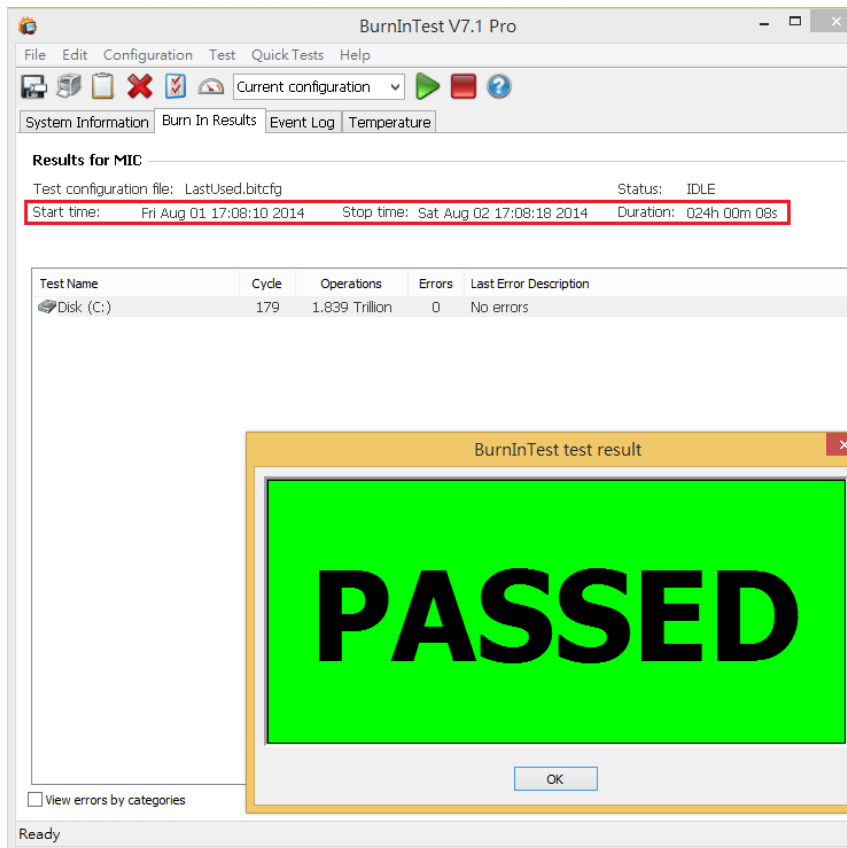 BurnInTest V7.1 Pro
File Edit Configuration Test Quick Tests Help
Current configuration
System Information Burn In Results Event Log Temperature
Results for MIC
Test configuration file: LastUsed.bitcfg Status: IDLE
Start time: Fri Aug 01 17:08:10 2014 Stop time: Sat Aug 02 17:08:18 2014 Duration: 024h 00m 08s
Test Name Cycle Operations Errors Last Error Description
Disk (C:) 179 1.839 Trillion 0 No errors
BurnInTest test result
PASSED
OK
View errors by categories
Ready